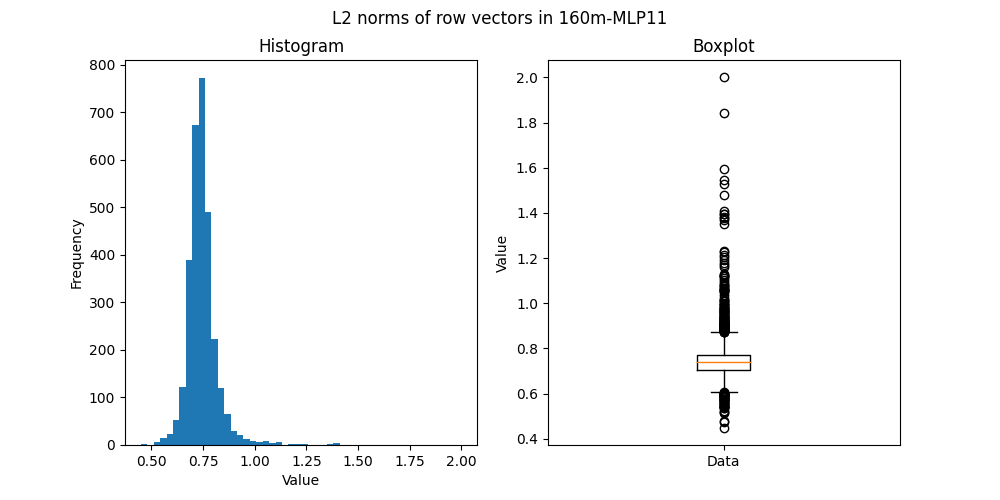 L2 norms of row vectors in 160m-MLP11
Histogram
Frequency
800
700
600
500
400
300
200
100
0
0.50 0.75 1.00 1.25 1.50 1.75 2.00
Value
Boxplot
Value
2.0
1.8
1.6
1.4
1.2
1.0
0.8
0.6
0.4
Data